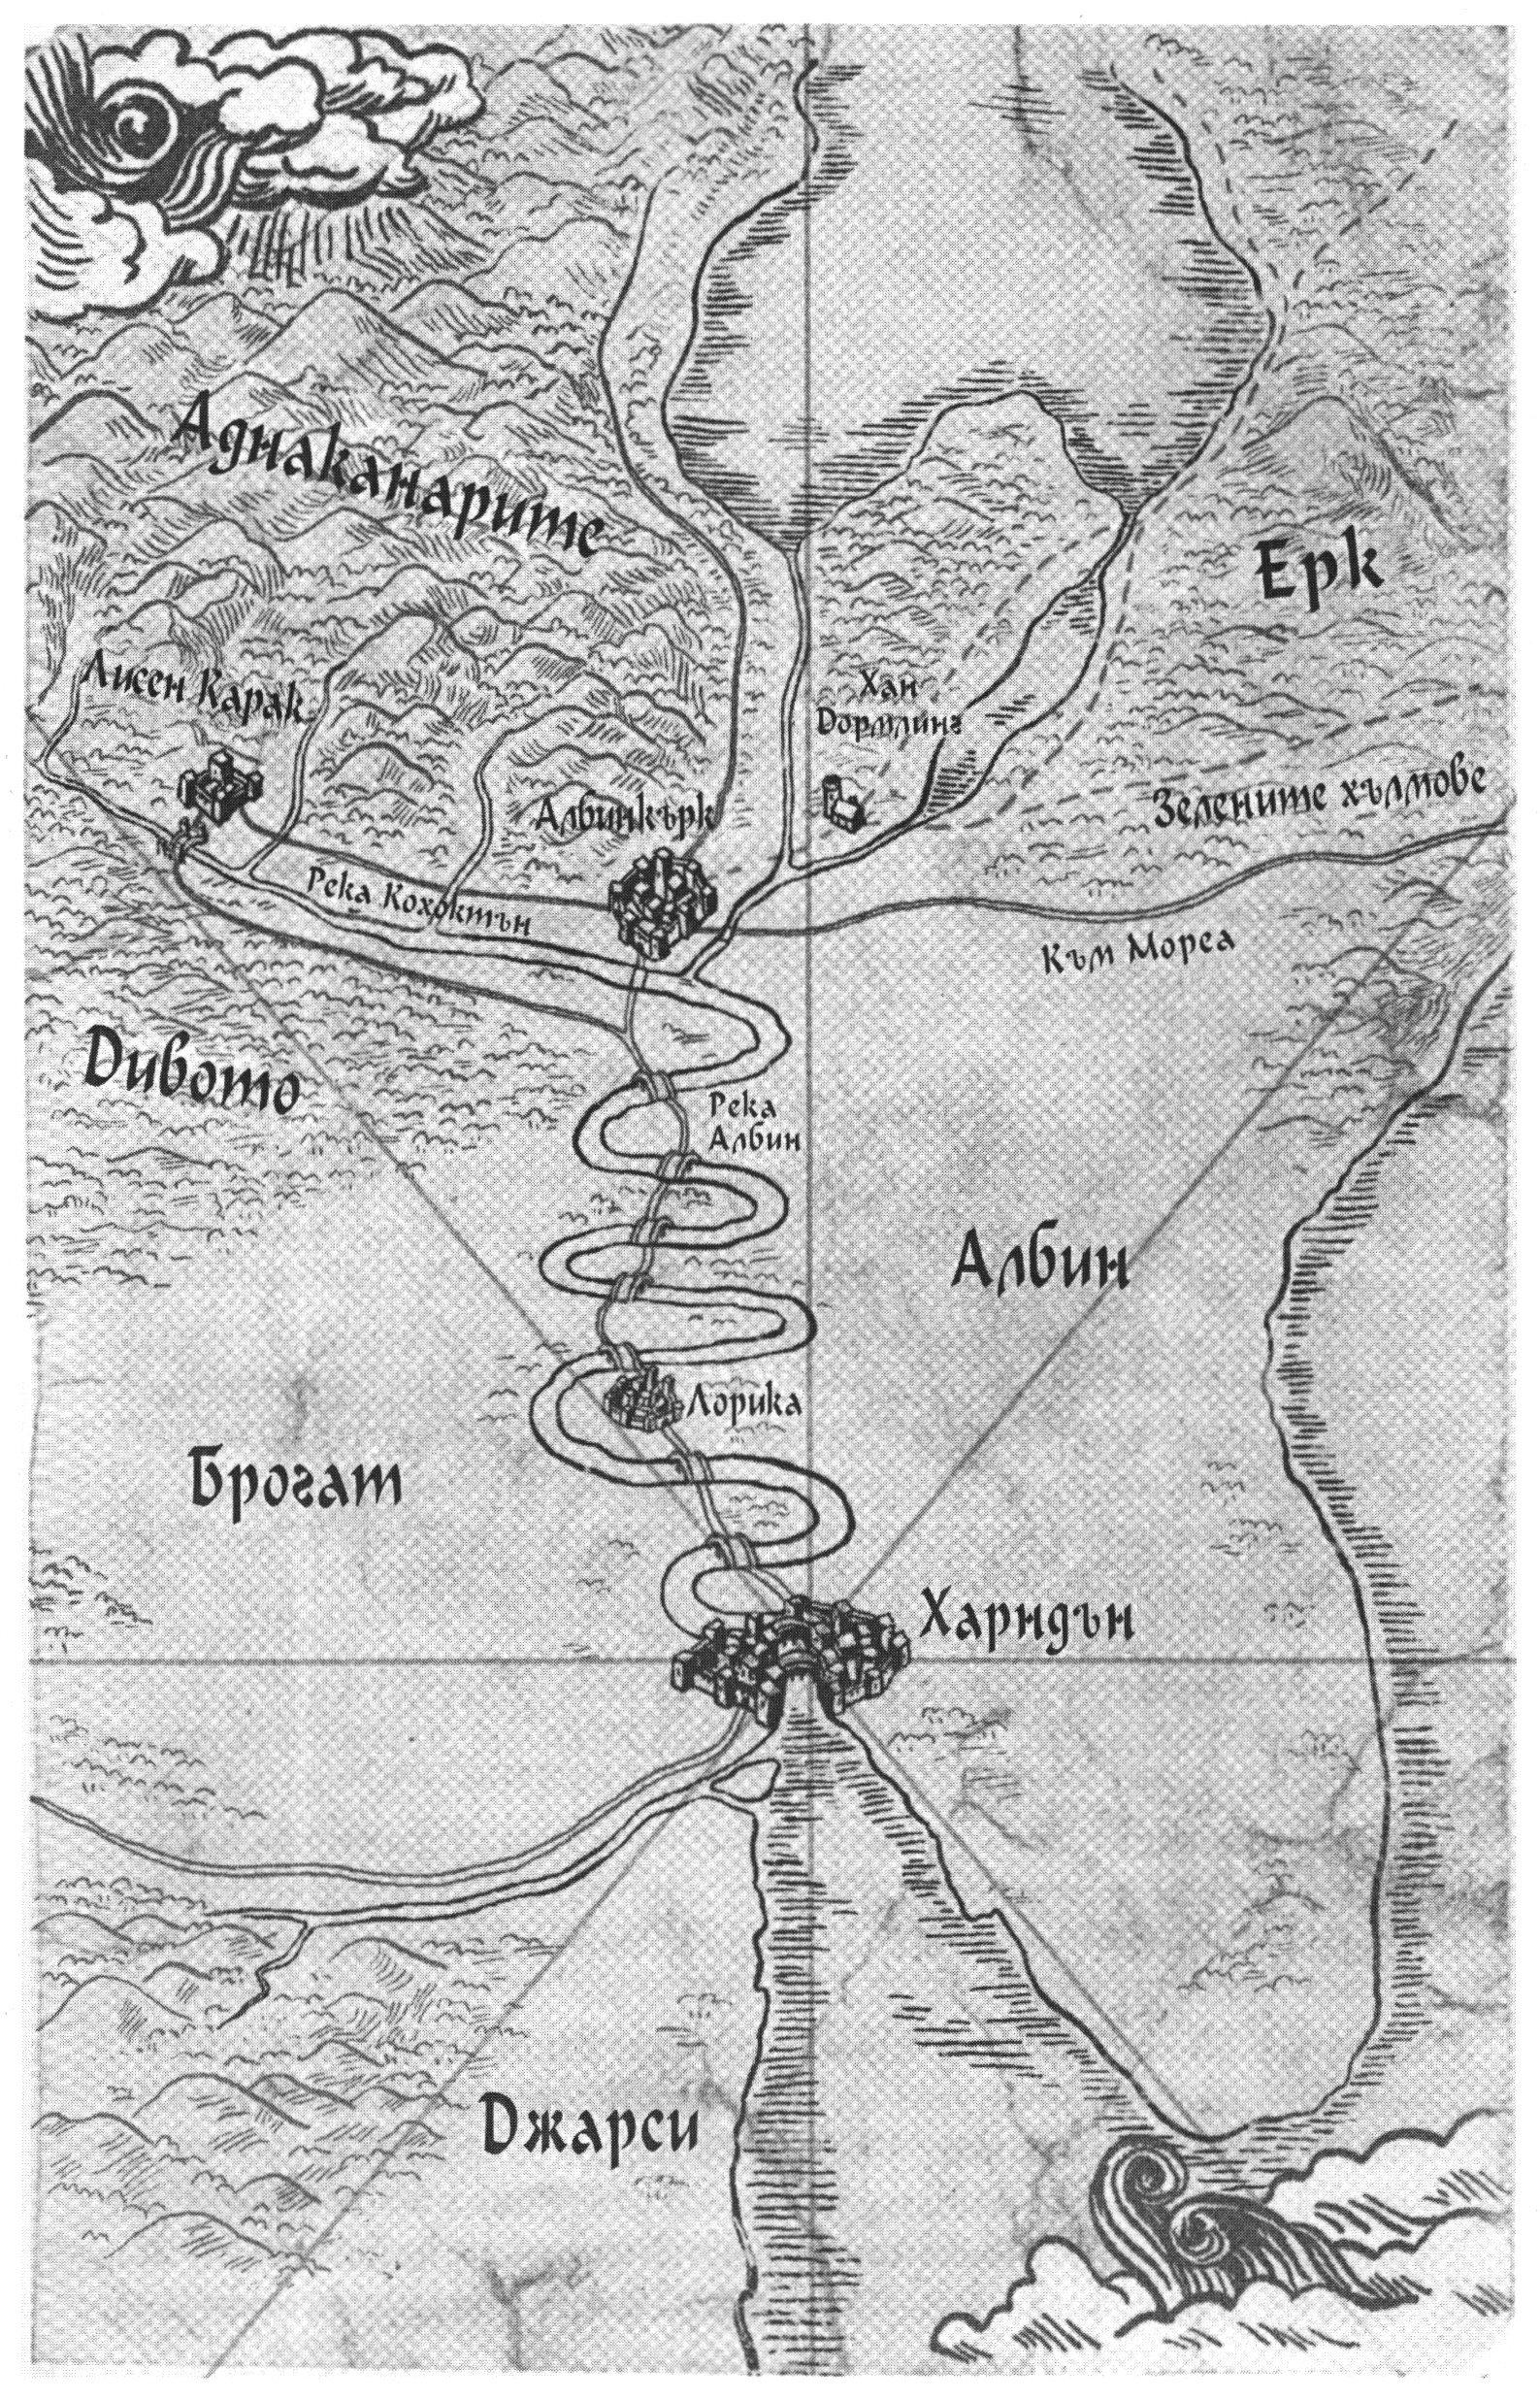 Аднаканарите
Ерк
Лисен Карак
Хан
Дормлинг
Зелените хълмове
Албинкърк
Река Кохоктън
Към Мореа
Дивото
Река
Албин
Албин
Лорика
Брогат
Харндън
Джарси